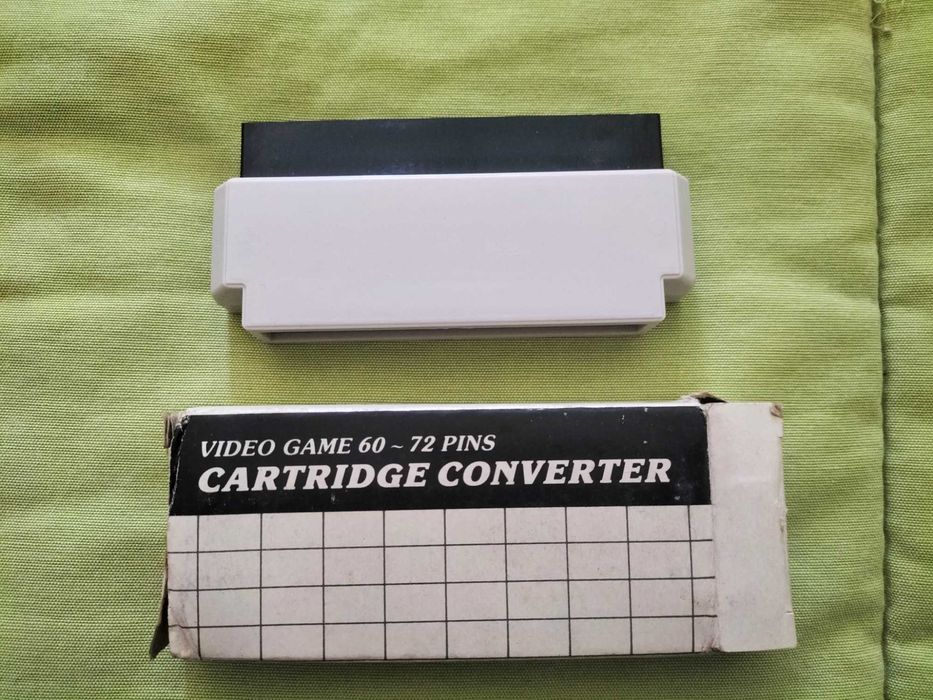 VIDEO GAME 60 ~ 72 PINS
CARTRIDGE CONVERTER